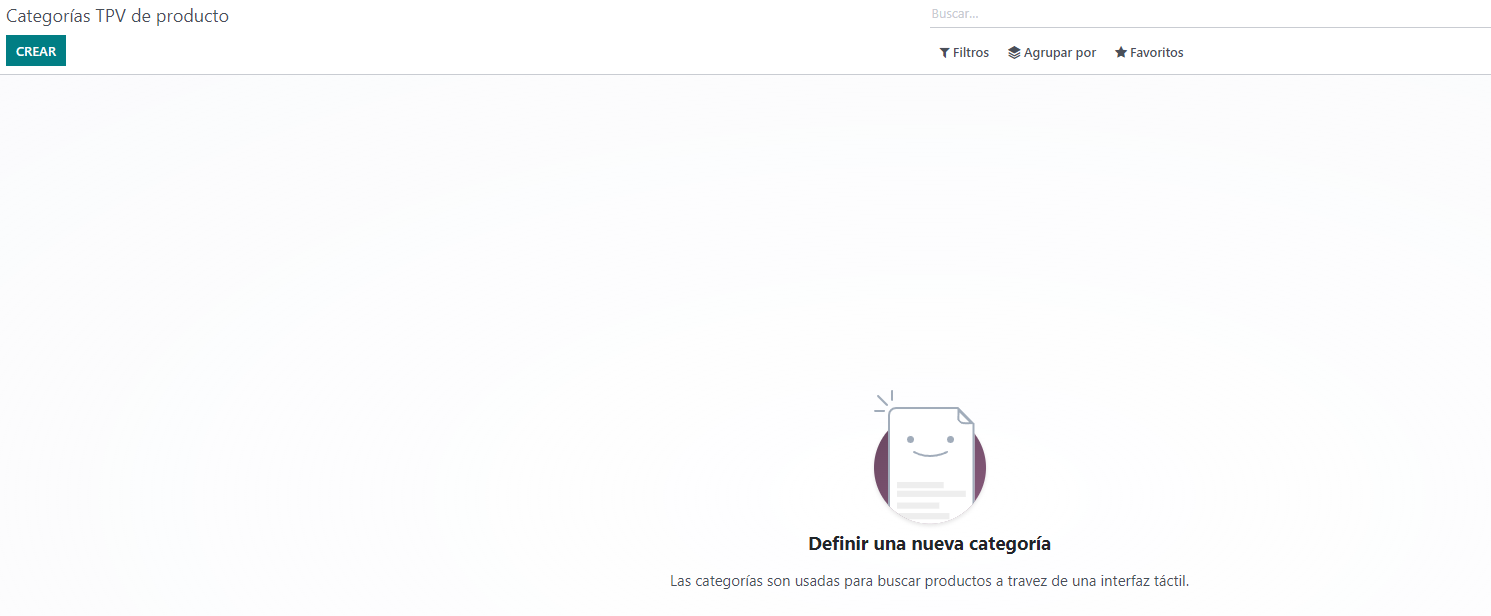 Categorías TPV de producto
Buscar...
CREAR
Filtros Agrupar por Favoritos
Definir una nueva categoría
Las categorías son usadas para buscar productos a travez de una interfaz táctil.